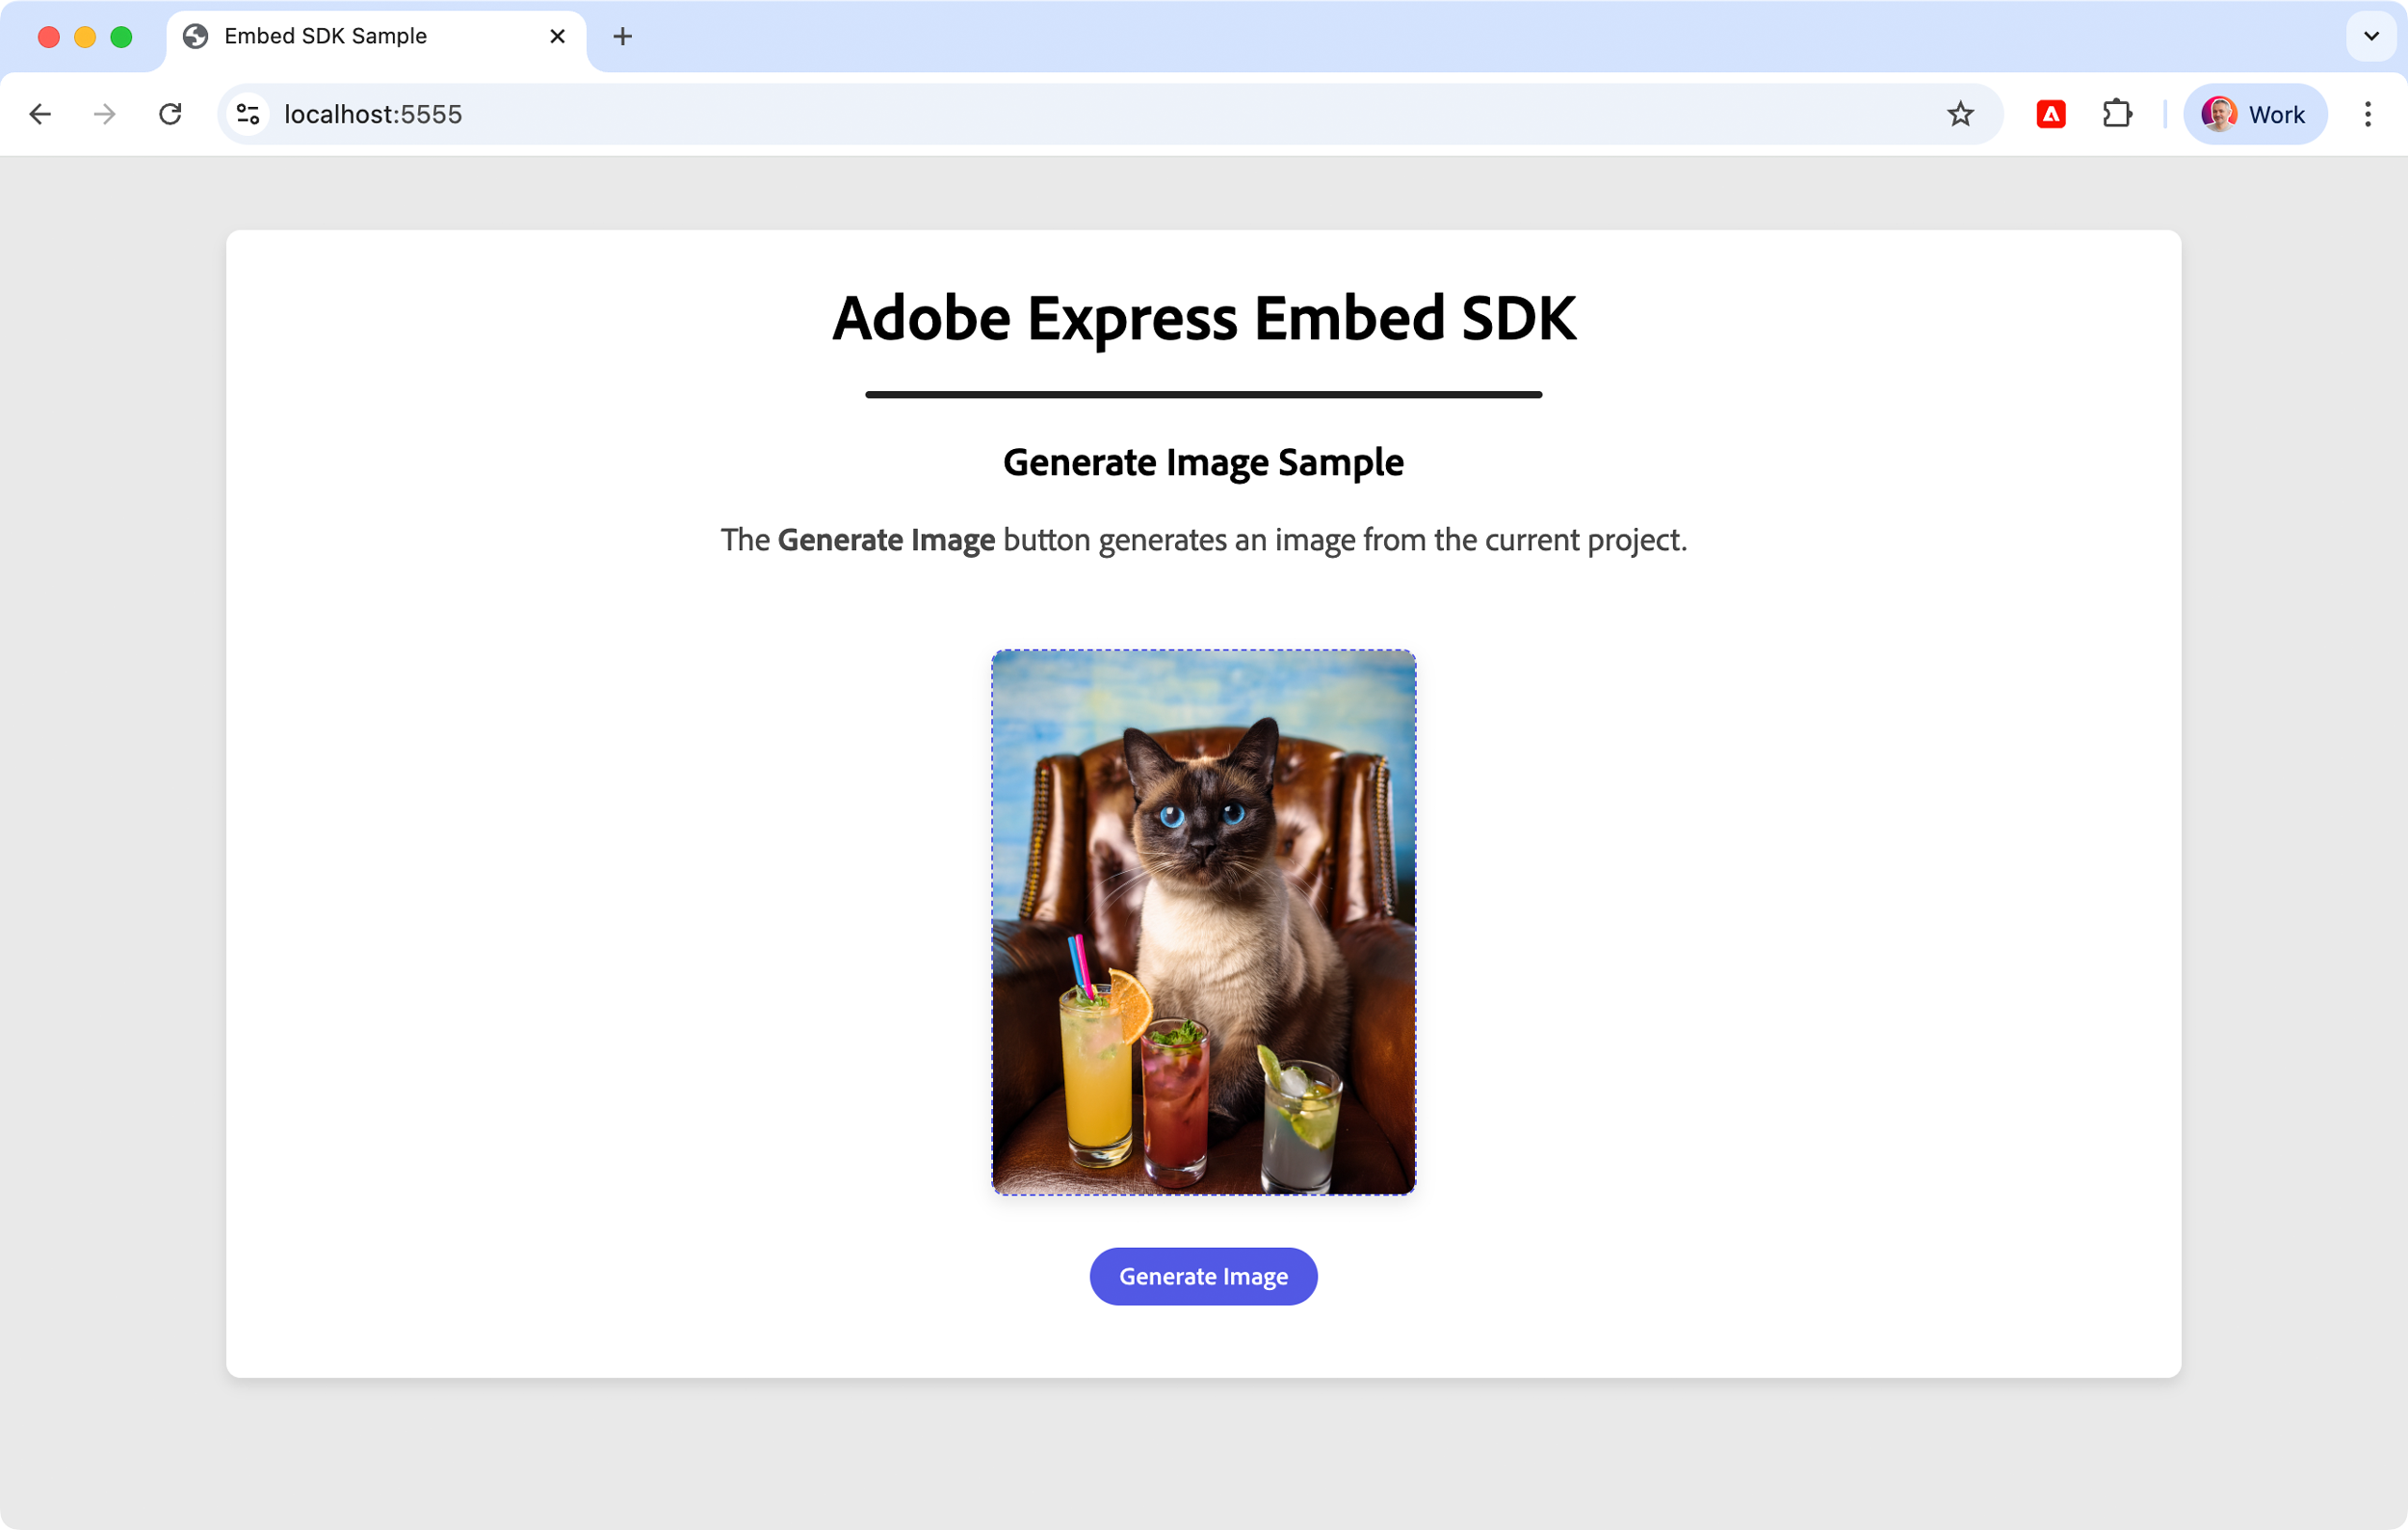 Embed SDK Sample
localhost:5555
Work
Adobe Express Embed SDK
Generate Image Sample
The Generate Image button generates an image from the current project.
Generate Image